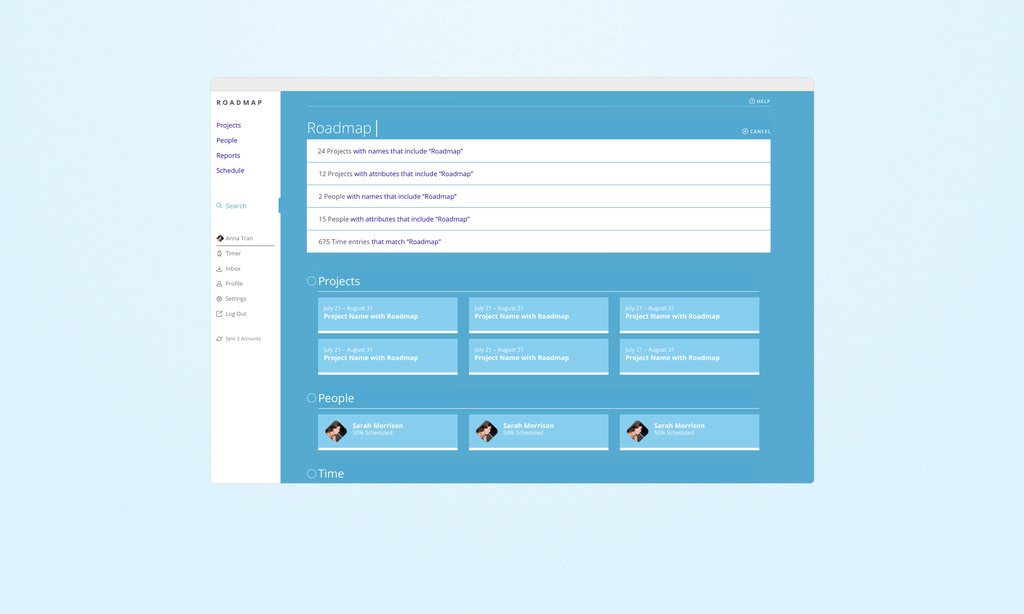 ROADMAP
Projects
People
Reports
Schedule
Search
Anna Tran
Timer
Inbox
Profile
Settings
Log Out
Sync 3 Accounts
HELP
Roadmap
CANCEL
24 Projects with names that include “Roadmap”
12 Projects with attributes that include “Roadmap”
2 People with names that include “Roadmap”
15 People with attributes that include “Roadmap”
675 Time entries that match “Roadmap”
Projects
July 21 – August 31
Project Name with Roadmap
July 21 – August 31
Project Name with Roadmap
July 21 – August 31
Project Name with Roadmap
July 21 – August 31
Project Name with Roadmap
July 21 – August 31
Project Name with Roadmap
July 21 – August 31
Project Name with Roadmap
People
Sarah Morrison
50% Scheduled
Sarah Morrison
50% Scheduled
Sarah Morrison
50% Scheduled
Time